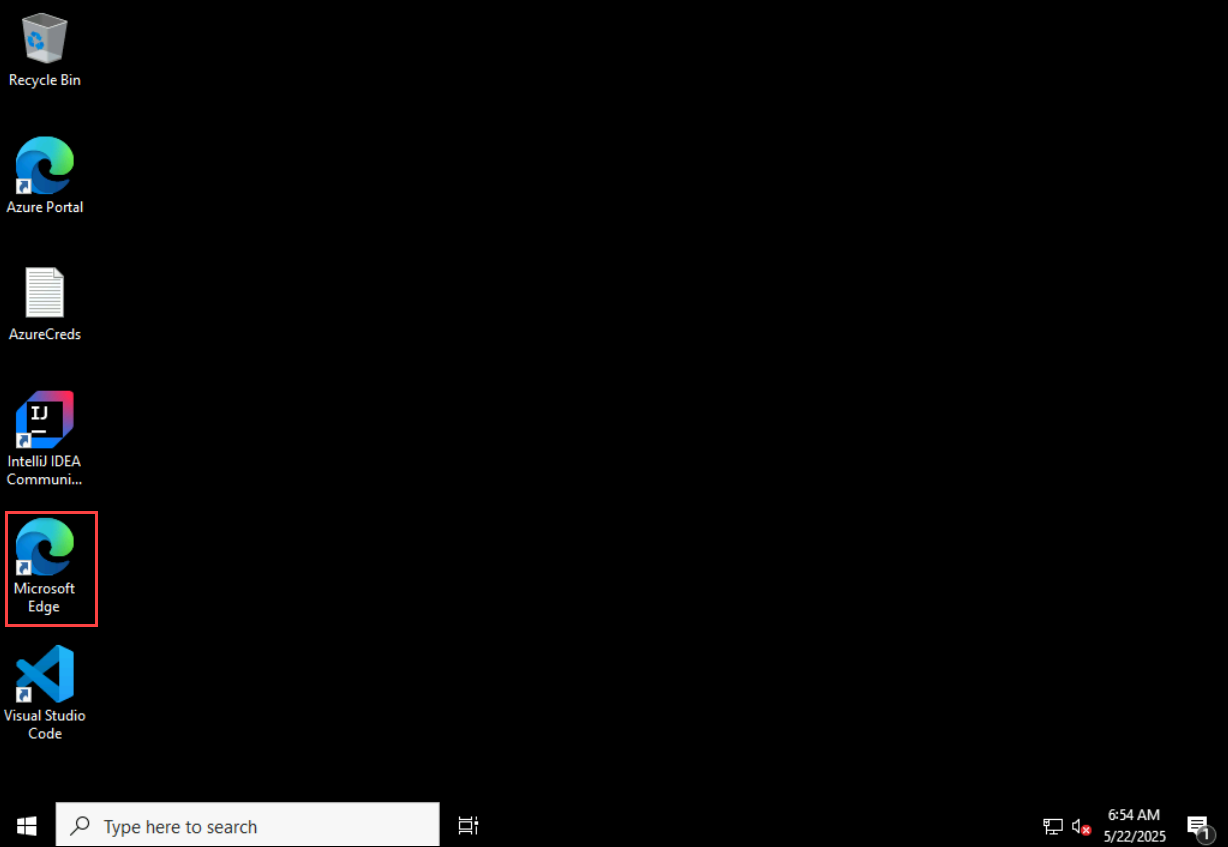 Recycle Bin
Azure Portal
AzureCreds
IJ
IntelliJ IDEA
Communi...
Microsoft
Edge
Visual Studio
Code
Type here to search
6:54 AM
5/22/2025
1